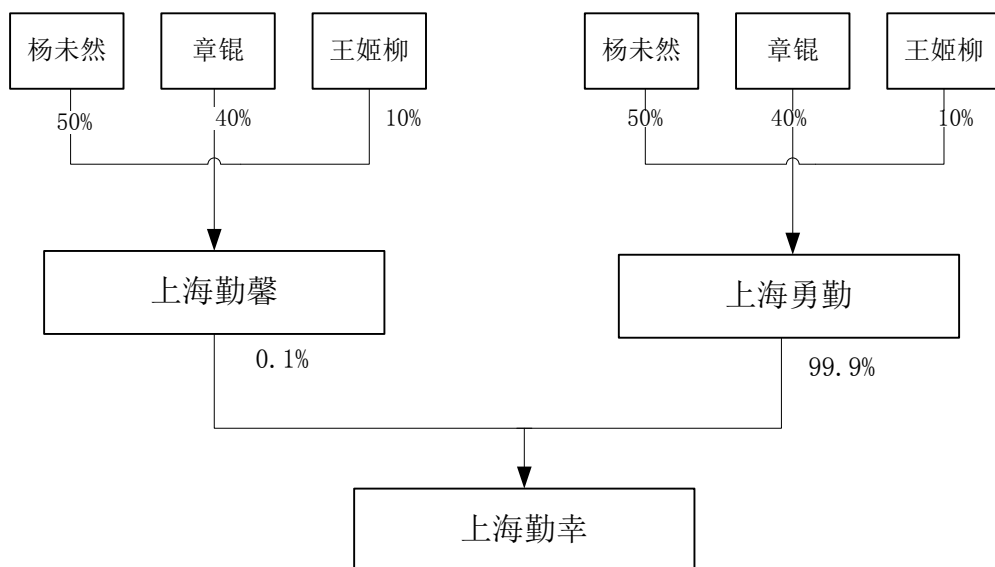 杨未然
章锟
王姬柳
杨未然
章锟
王姬柳
50%
40%
10%
50%
40%
10%
上海勤馨
上海勇勤
0.1%
99.9%
上海勤幸